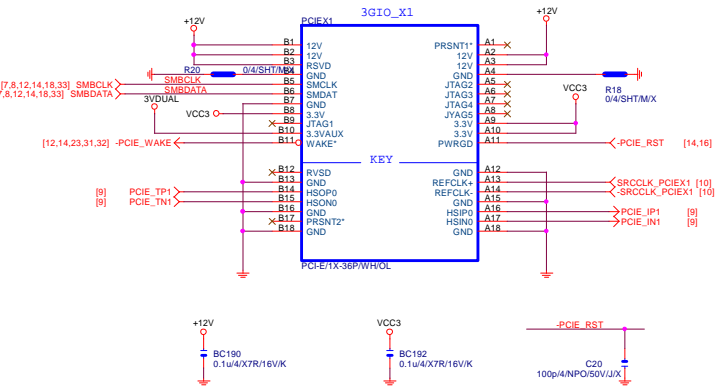 3GIO_X1
+12V
PCIEX1
+12V
B1 12V PRSNT1* A1
B2 12V 12V A2
B3 RSVD 12V A3
R20 0/4/SHT/M/X B4 GND GND A4
[7,8,12,14,18,33] SMBCLK SMBCLK B5 SMCLK JTAG2 A5
7,8,12,14,18,33] SMBDATA SMBDATA B6 SMDAT JTAG3 A6
R18
0/4/SHT/M/X
VCC3
3VDUAL
B7 GND JTAG4 A7
VCC3 B8 3.3V JYAG5 A8
B9 JTAG1 3.3V A9
B10 3.3VAUX 3.3V A10
[12,14,23,31,32] -PCIE_WAKE B11 WAKE* PWRGD A11 -PCIE_RST [14,16]
KEY
B12 RVSD GND A12
B13 GND REFCLK+ A13 SRCCLK_PCIEX1 [10]
[9] PCIE_TP1 B14 HSOP0 REFCLK- A14 -SRCCLK_PCIEX1 [10]
[9] PCIE_TN1 B15 HSON0 GND A15
B16 GND HSIP0 A16 PCIE_IP1 [9]
B17 PRSNT2* HSIN0 A17 PCIE_IN1 [9]
B18 GND GND A18
PCI-E/1X-36P/WH/OL
+12V
BC190
0.1u/4/X7R/16V/K
VCC3
BC192
0.1u/4/X7R/16V/K
-PCIE_RST
C20
100p/4/NPO/50V/J/X